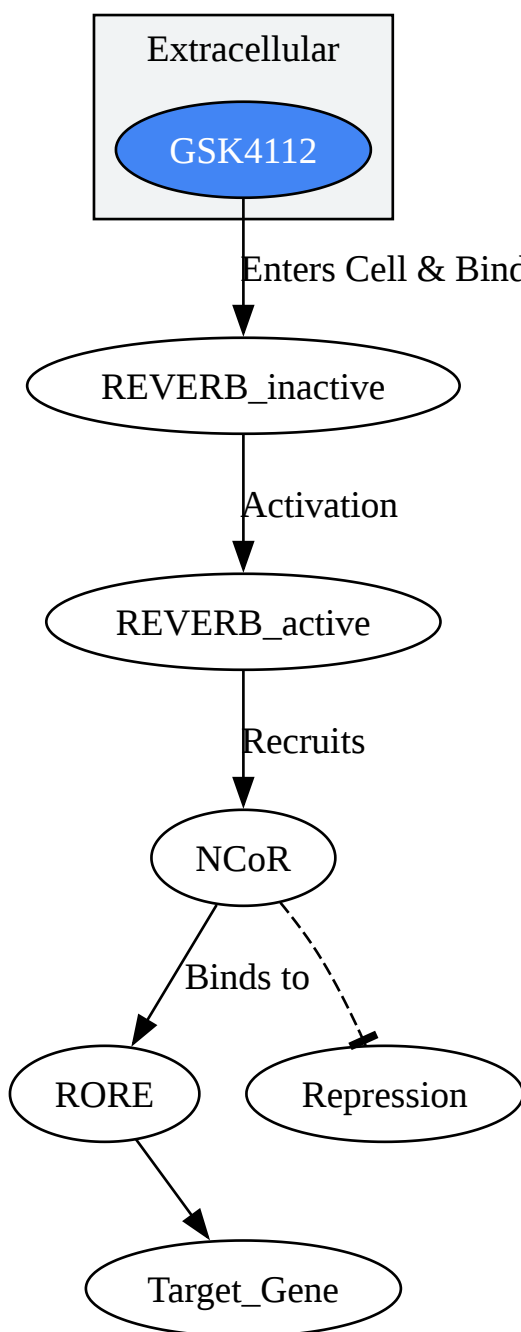 Extracellular
GSK4112
Enters Cell & Bind
REVERB_inactive
Activation
REVERB_active
Recruits
NCoR
Binds to
RORE
Repression
Target_Gene